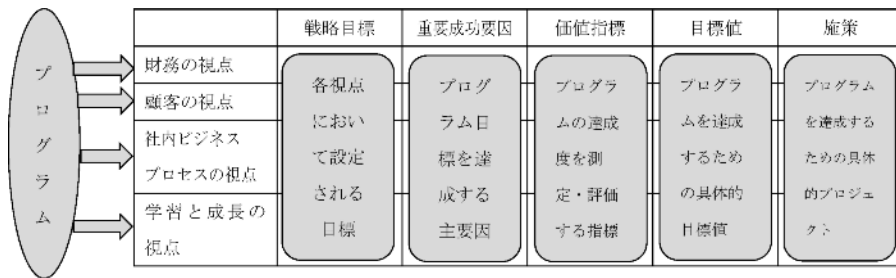 プログラム
戦略目標
重要成功要因
価値指標
目標値
施策
財務の視点
顧客の視点
社内ビジネス
プロセスの視点
学習と成長の
視点
各視点
におい
て設定
される
目標
プログ
ラム目
標を達
成する
主要因
プログラ
ムの達成
度を測
定・評価
する指標
プログラ
ムを達成
するため
の具体的
目標値
プログラム
を達成する
ための具体
的プロジェ
クト